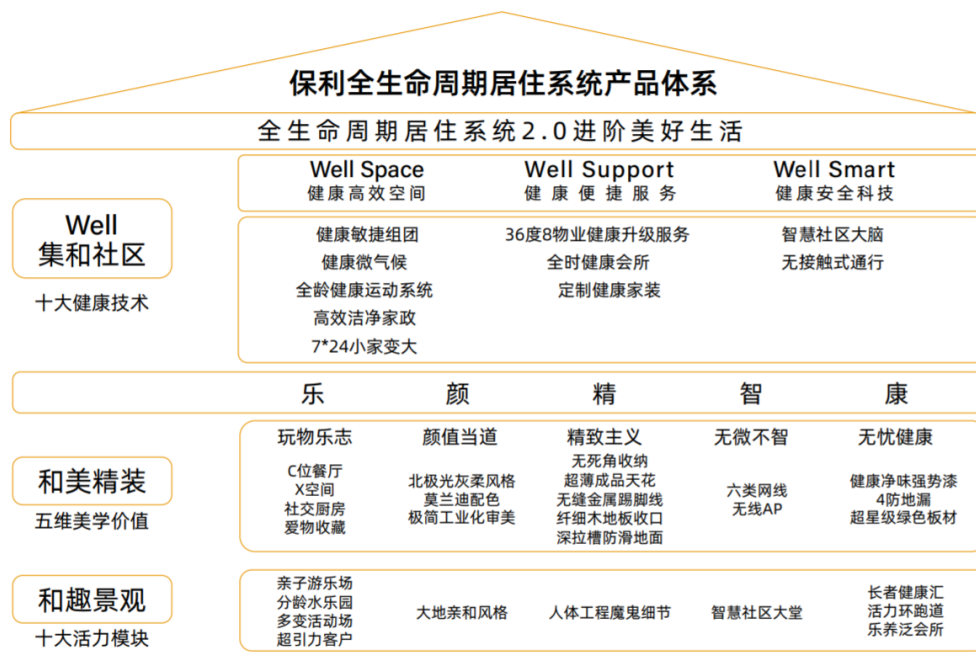 保利全生命周期居住系统产品体系
全生命周期居住系统2.0进阶美好生活
Well Space
健康高效空间
Well Support
健康便捷服务
Well Smart
健康安全科技
Well
集和社区
十大健康技术
健康敏捷组团
健康微气候
全龄健康运动系统
高效洁净家政
7*24小家变大
36度8物业健康升级服务
全时健康会所
定制健康家装
智慧社区大脑
无接触式通行
乐 颜 精 智 康
和美精装
五维美学价值
玩物乐志
C位餐厅
X空间
社交厨房
爱物收藏
颜值当道
北极光灰柔风格
莫兰迪配色
极简工业化审美
精致主义
无死角收纳
超薄成品天花
无缝金属踢脚线
纤细木地板收口
深拉槽防滑地面
无微不智
六类网线
无线AP
无忧健康
健康净味强势漆
4防地漏
超星级绿色板材
和趣景观
十大活力模块
亲子游乐场
分龄水乐园
多变活动场
超引力客户
大地亲和风格
人体工程魔鬼细节
智慧社区大堂
长者健康汇
活力环跑道
乐养泛会所